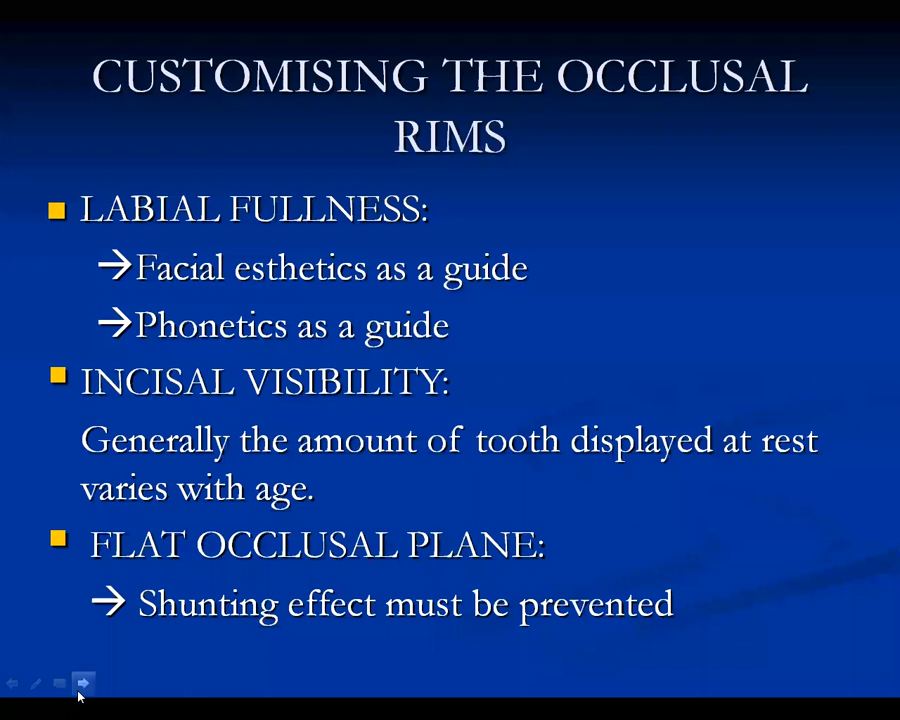 CUSTOMISING THE OCCLUSAL
RIMS
LABIAL FULLNESS:
→Facial esthetics as a guide
→Phonetics as a guide
INCISAL VISIBILITY:
Generally the amount of tooth displayed at rest
varies with age.
FLAT OCCLUSAL PLANE:
→ Shunting effect must be prevented